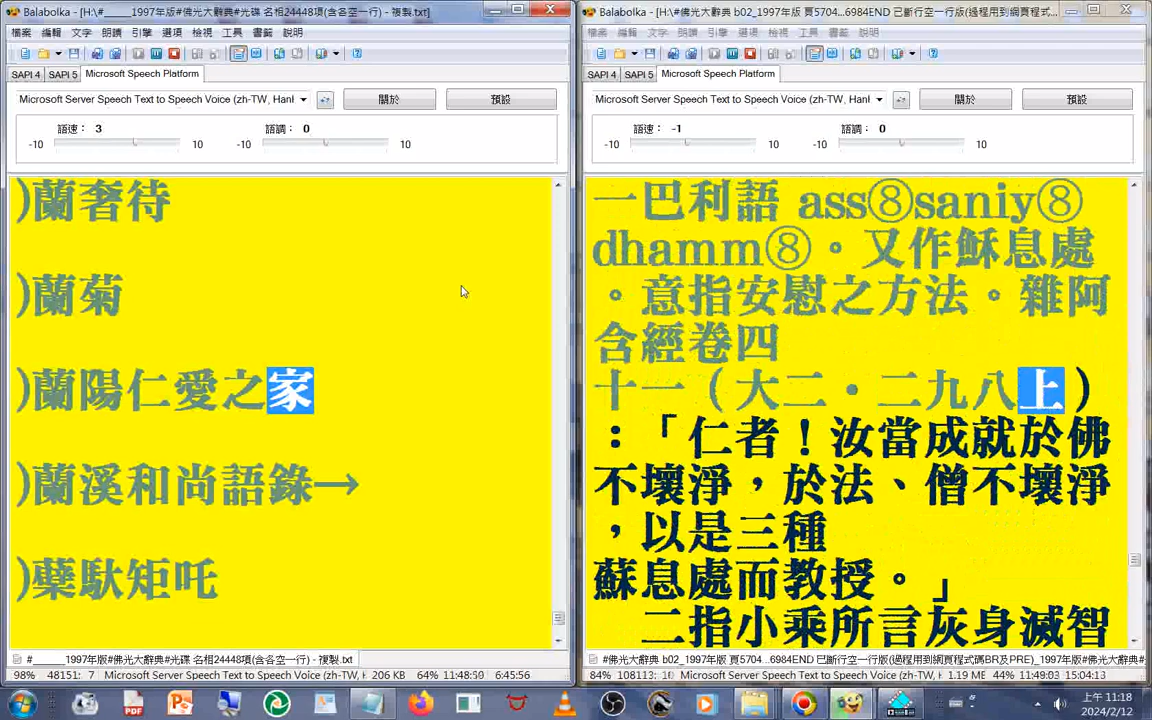 Balabolka - [H:\#_____1997年版#佛光大辭典#光碟 名相24448項(含各空一行) - 複製.txt]
檔案 編輯 文字 朗讀 引擎 選項 檢視 工具 書籤 說明
SAPI 4 SAPI 5 Microsoft Speech Platform
Microsoft Server Speech Text to Speech Voice (zh-TW, Hanl
關於
預設
語速： 3
語調： 0
-10 10 -10 10
)蘭奢待
)蘭菊
)蘭陽仁愛之家
)蘭溪和尚語錄→
)蘗馱矩吒
#_____1997年版#佛光大辭典#光碟 名相24448項(含各空一行) - 複製.txt
98% 48151: 7 Microsoft Server Speech Text to Speech Voice (zh-TW, H 206 KB 64% 11:48:50 6:45:56
Balabolka - [H:\#佛光大辭典 b02_1997年版 頁5704...6984END 已斷行空一行版(過程用到網頁程式...
檔案 編輯 文字 朗讀 引擎 選項 檢視 工具 書籤 說明
SAPI 4 SAPI 5 Microsoft Speech Platform
Microsoft Server Speech Text to Speech Voice (zh-TW, Hanl
關於
預設
語速： -1
語調： 0
-10 10 -10 10
一巴利語 ass⑧saniy⑧
dhamm⑧。又作穌息處
。意指安慰之方法。雜阿
含經卷四
十一（大二‧二九八上）
：「仁者！汝當成就於佛
不壞淨，於法、僧不壞淨
，以是三種
蘇息處而教授。」
二指小乘所言灰身滅智
#佛光大辭典 b02_1997年版 頁5704...6984END 已斷行空一行版(過程用到網頁程式碼BR及PRE)_1997年版#佛光大辭典#
84% 108113: 1 Microsoft Server Speech Text to Speech Voice (zh-TW, H 1.19 ME 44% 11:49:03 15:04:13
上午 11:18
2024/2/12